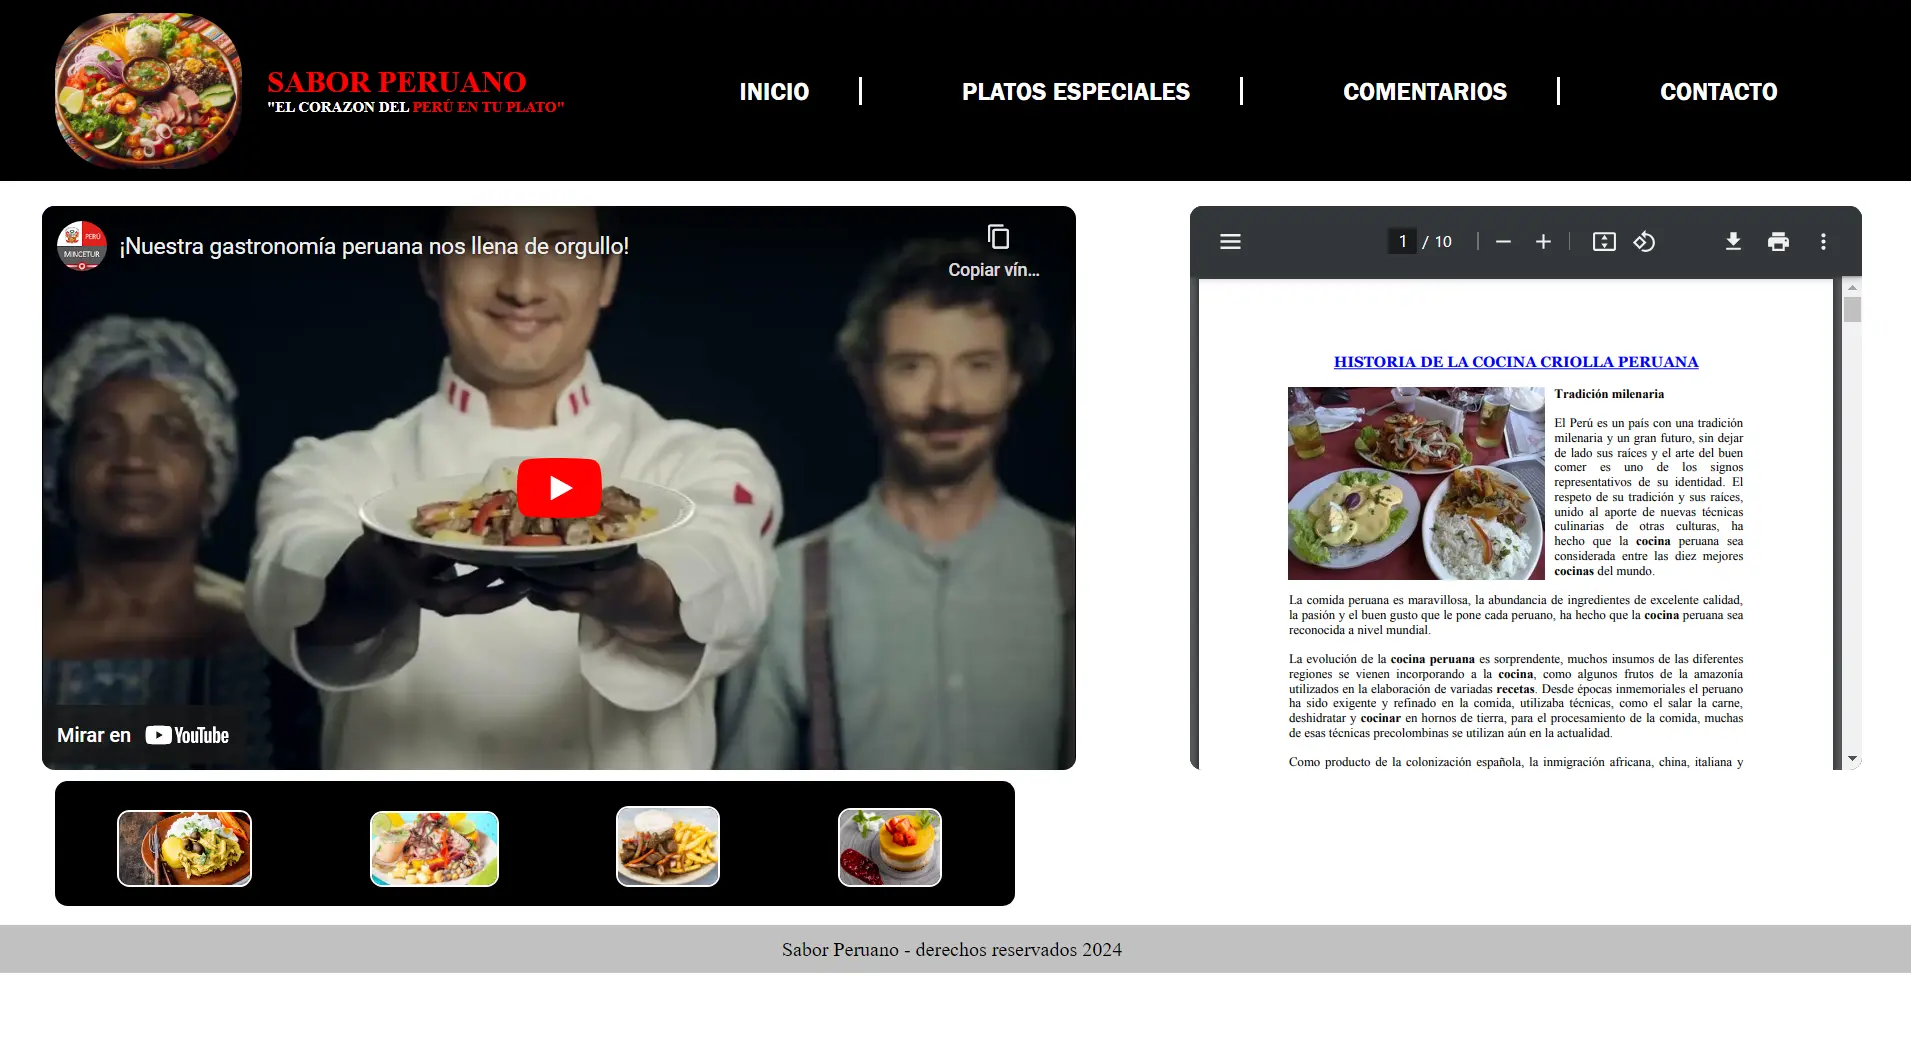 SABOR PERUANO
"EL CORAZON DEL PERÚ EN TU PLATO"
INICIO
PLATOS ESPECIALES
COMENTARIOS
CONTACTO
PERÚ
MINCETUR
¡Nuestra gastronomía peruana nos llena de orgullo!
Copiar vín...
Mirar en YouTube
1 / 10
HISTORIA DE LA COCINA CRIOLLA PERUANA
Tradición milenaria
El Perú es un país con una tradición
milenaria y un gran futuro, sin dejar
de lado sus raíces y el arte del buen
comer es uno de los signos
representativos de su identidad. El
respeto de su tradición y sus raíces,
unido al aporte de nuevas técnicas
culinarias de otras culturas, ha
hecho que la cocina peruana sea
considerada entre las diez mejores
cocinas del mundo.
La comida peruana es maravillosa, la abundancia de ingredientes de excelente calidad,
la pasión y el buen gusto que le pone cada peruano, ha hecho que la cocina peruana sea
reconocida a nivel mundial.
La evolución de la cocina peruana es sorprendente, muchos insumos de las diferentes
regiones se vienen incorporando a la cocina, como algunos frutos de la amazonía
utilizados en la elaboración de variadas recetas. Desde épocas inmemoriales el peruano
ha sido exigente y refinado en la comida, utilizaba técnicas, como el salar la carne,
deshidratar y cocinar en hornos de tierra, para el procesamiento de la comida, muchas
de esas técnicas precolombinas se utilizan aún en la actualidad.
Como producto de la colonización española, la inmigración africana, china, italiana y
Sabor Peruano - derechos reservados 2024